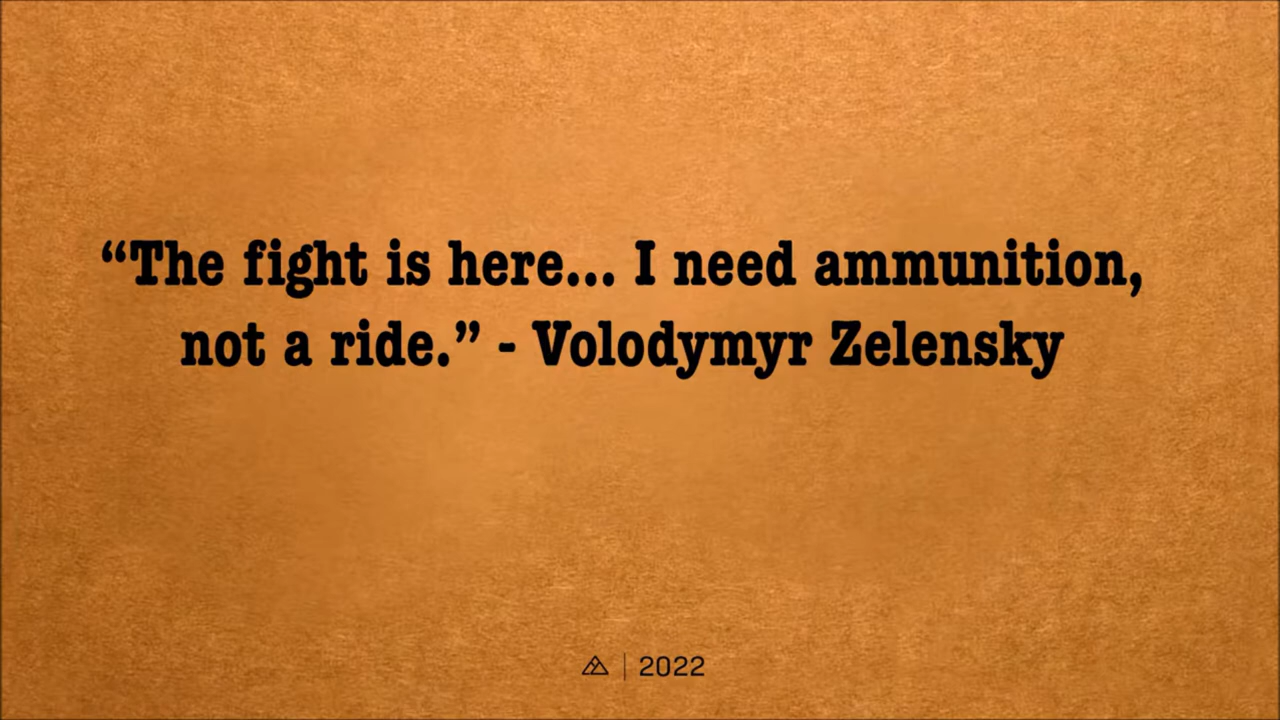 “The fight is here... I need ammunition,
not a ride.” - Volodymyr Zelensky
2022